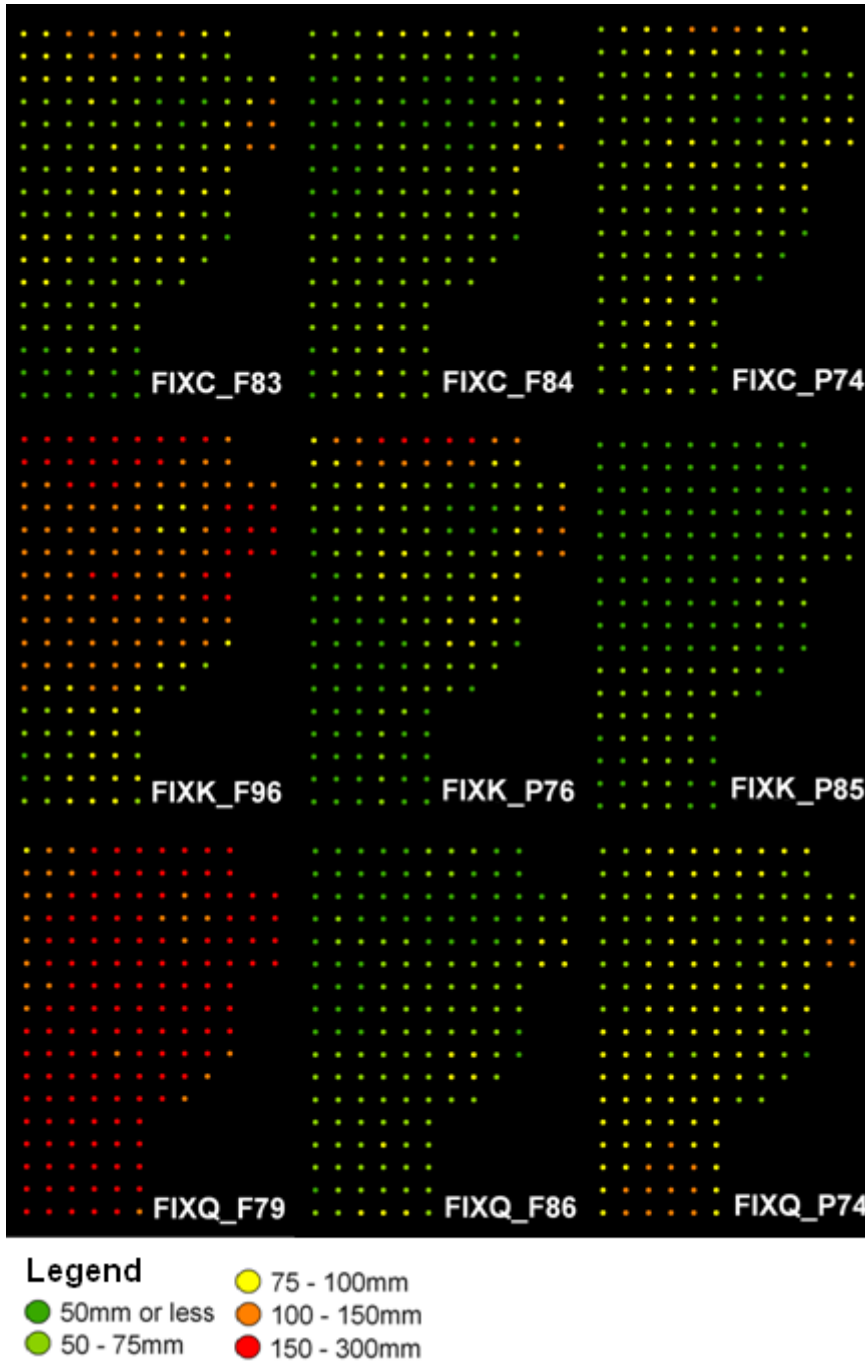 FIXC_F83
FIXC_F84
FIXC_P74
FIXK_F96
FIXK_P76
FIXK_P85
FIXQ_F79
FIXQ_F86
FIXQ_P74
Legend
50mm or less
50 - 75mm
75 - 100mm
100 - 150mm
150 - 300mm